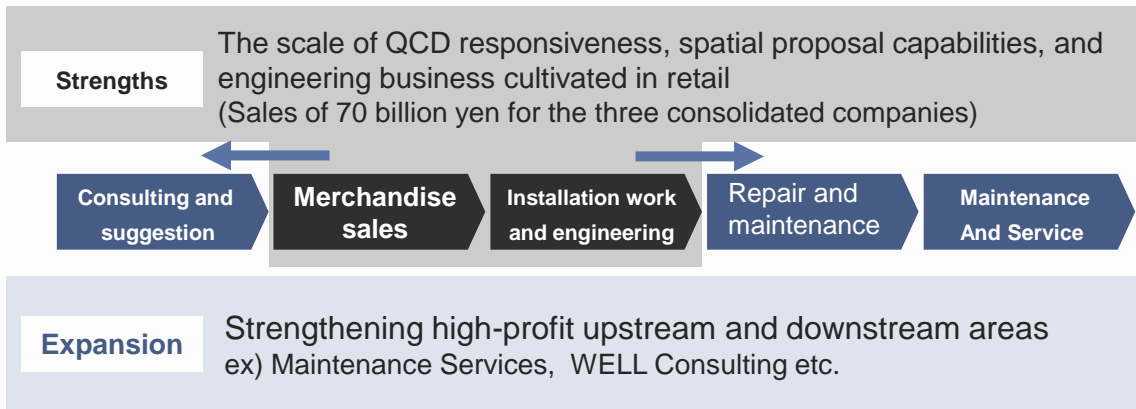 Strengths
The scale of QCD responsiveness, spatial proposal capabilities, and
engineering business cultivated in retail
(Sales of 70 billion yen for the three consolidated companies)
Consulting and
suggestion
Merchandise
sales
Installation work
and engineering
Repair and
maintenance
Maintenance
And Service
Expansion
Strengthening high-profit upstream and downstream areas
ex) Maintenance Services, WELL Consulting etc.